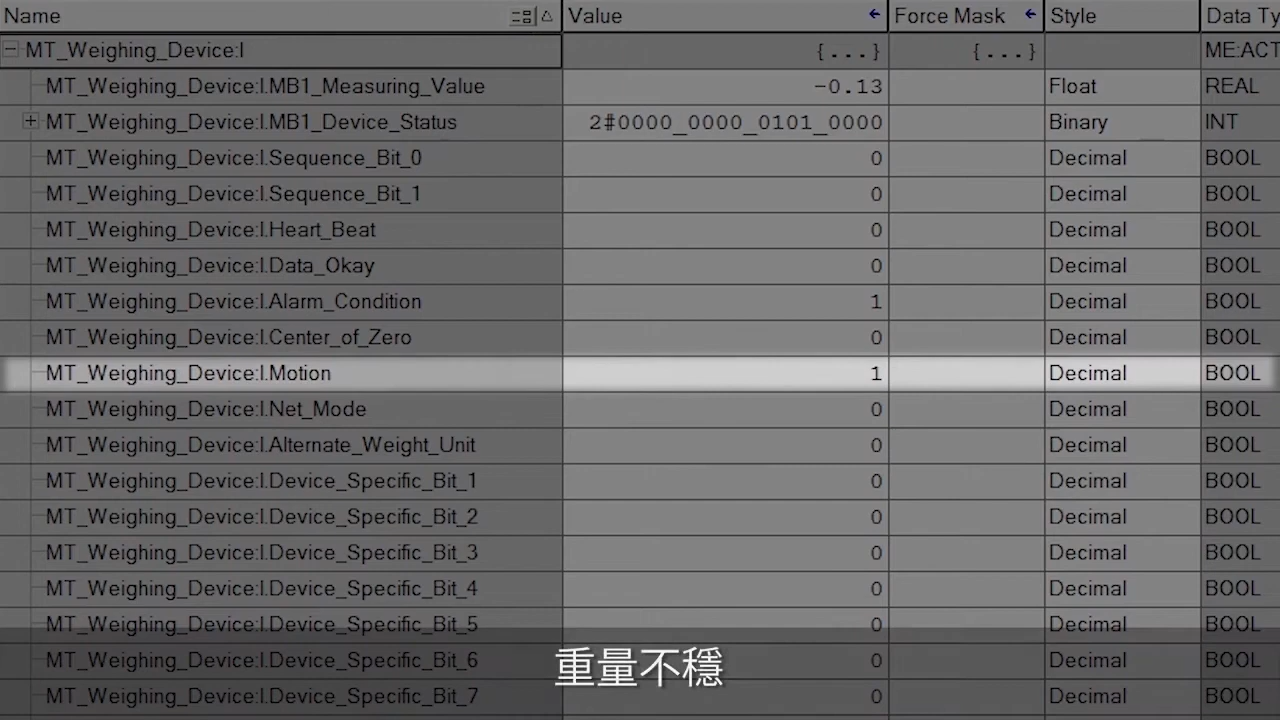 Name Value Force Mask Style Data Ty
MT_Weighing_Device:I {...} {...} ME:ACT
MT_Weighing_Device:I.MB1_Measuring_Value -0.13 Float REAL
MT_Weighing_Device:I.MB1_Device_Status 2#0000_0000_0101_0000 Binary INT
MT_Weighing_Device:I.Sequence_Bit_0 0 Decimal BOOL
MT_Weighing_Device:I.Sequence_Bit_1 0 Decimal BOOL
MT_Weighing_Device:I.Heart_Beat 0 Decimal BOOL
MT_Weighing_Device:I.Data_Okay 0 Decimal BOOL
MT_Weighing_Device:I.Alarm_Condition 1 Decimal BOOL
MT_Weighing_Device:I.Center_of_Zero 0 Decimal BOOL
MT_Weighing_Device:I.Motion 1 Decimal BOOL
MT_Weighing_Device:I.Net_Mode 0 Decimal BOOL
MT_Weighing_Device:I.Alternate_Weight_Unit 0 Decimal BOOL
MT_Weighing_Device:I.Device_Specific_Bit_1 0 Decimal BOOL
MT_Weighing_Device:I.Device_Specific_Bit_2 0 Decimal BOOL
MT_Weighing_Device:I.Device_Specific_Bit_3 0 Decimal BOOL
MT_Weighing_Device:I.Device_Specific_Bit_4 0 Decimal BOOL
MT_Weighing_Device:I.Device_Specific_Bit_5 0 Decimal BOOL
MT_Weighing_Device:I.Device_Specific_Bit_6 0 Decimal BOOL
MT_Weighing_Device:I.Device_Specific_Bit_7 0 Decimal BOOL
重量不穩